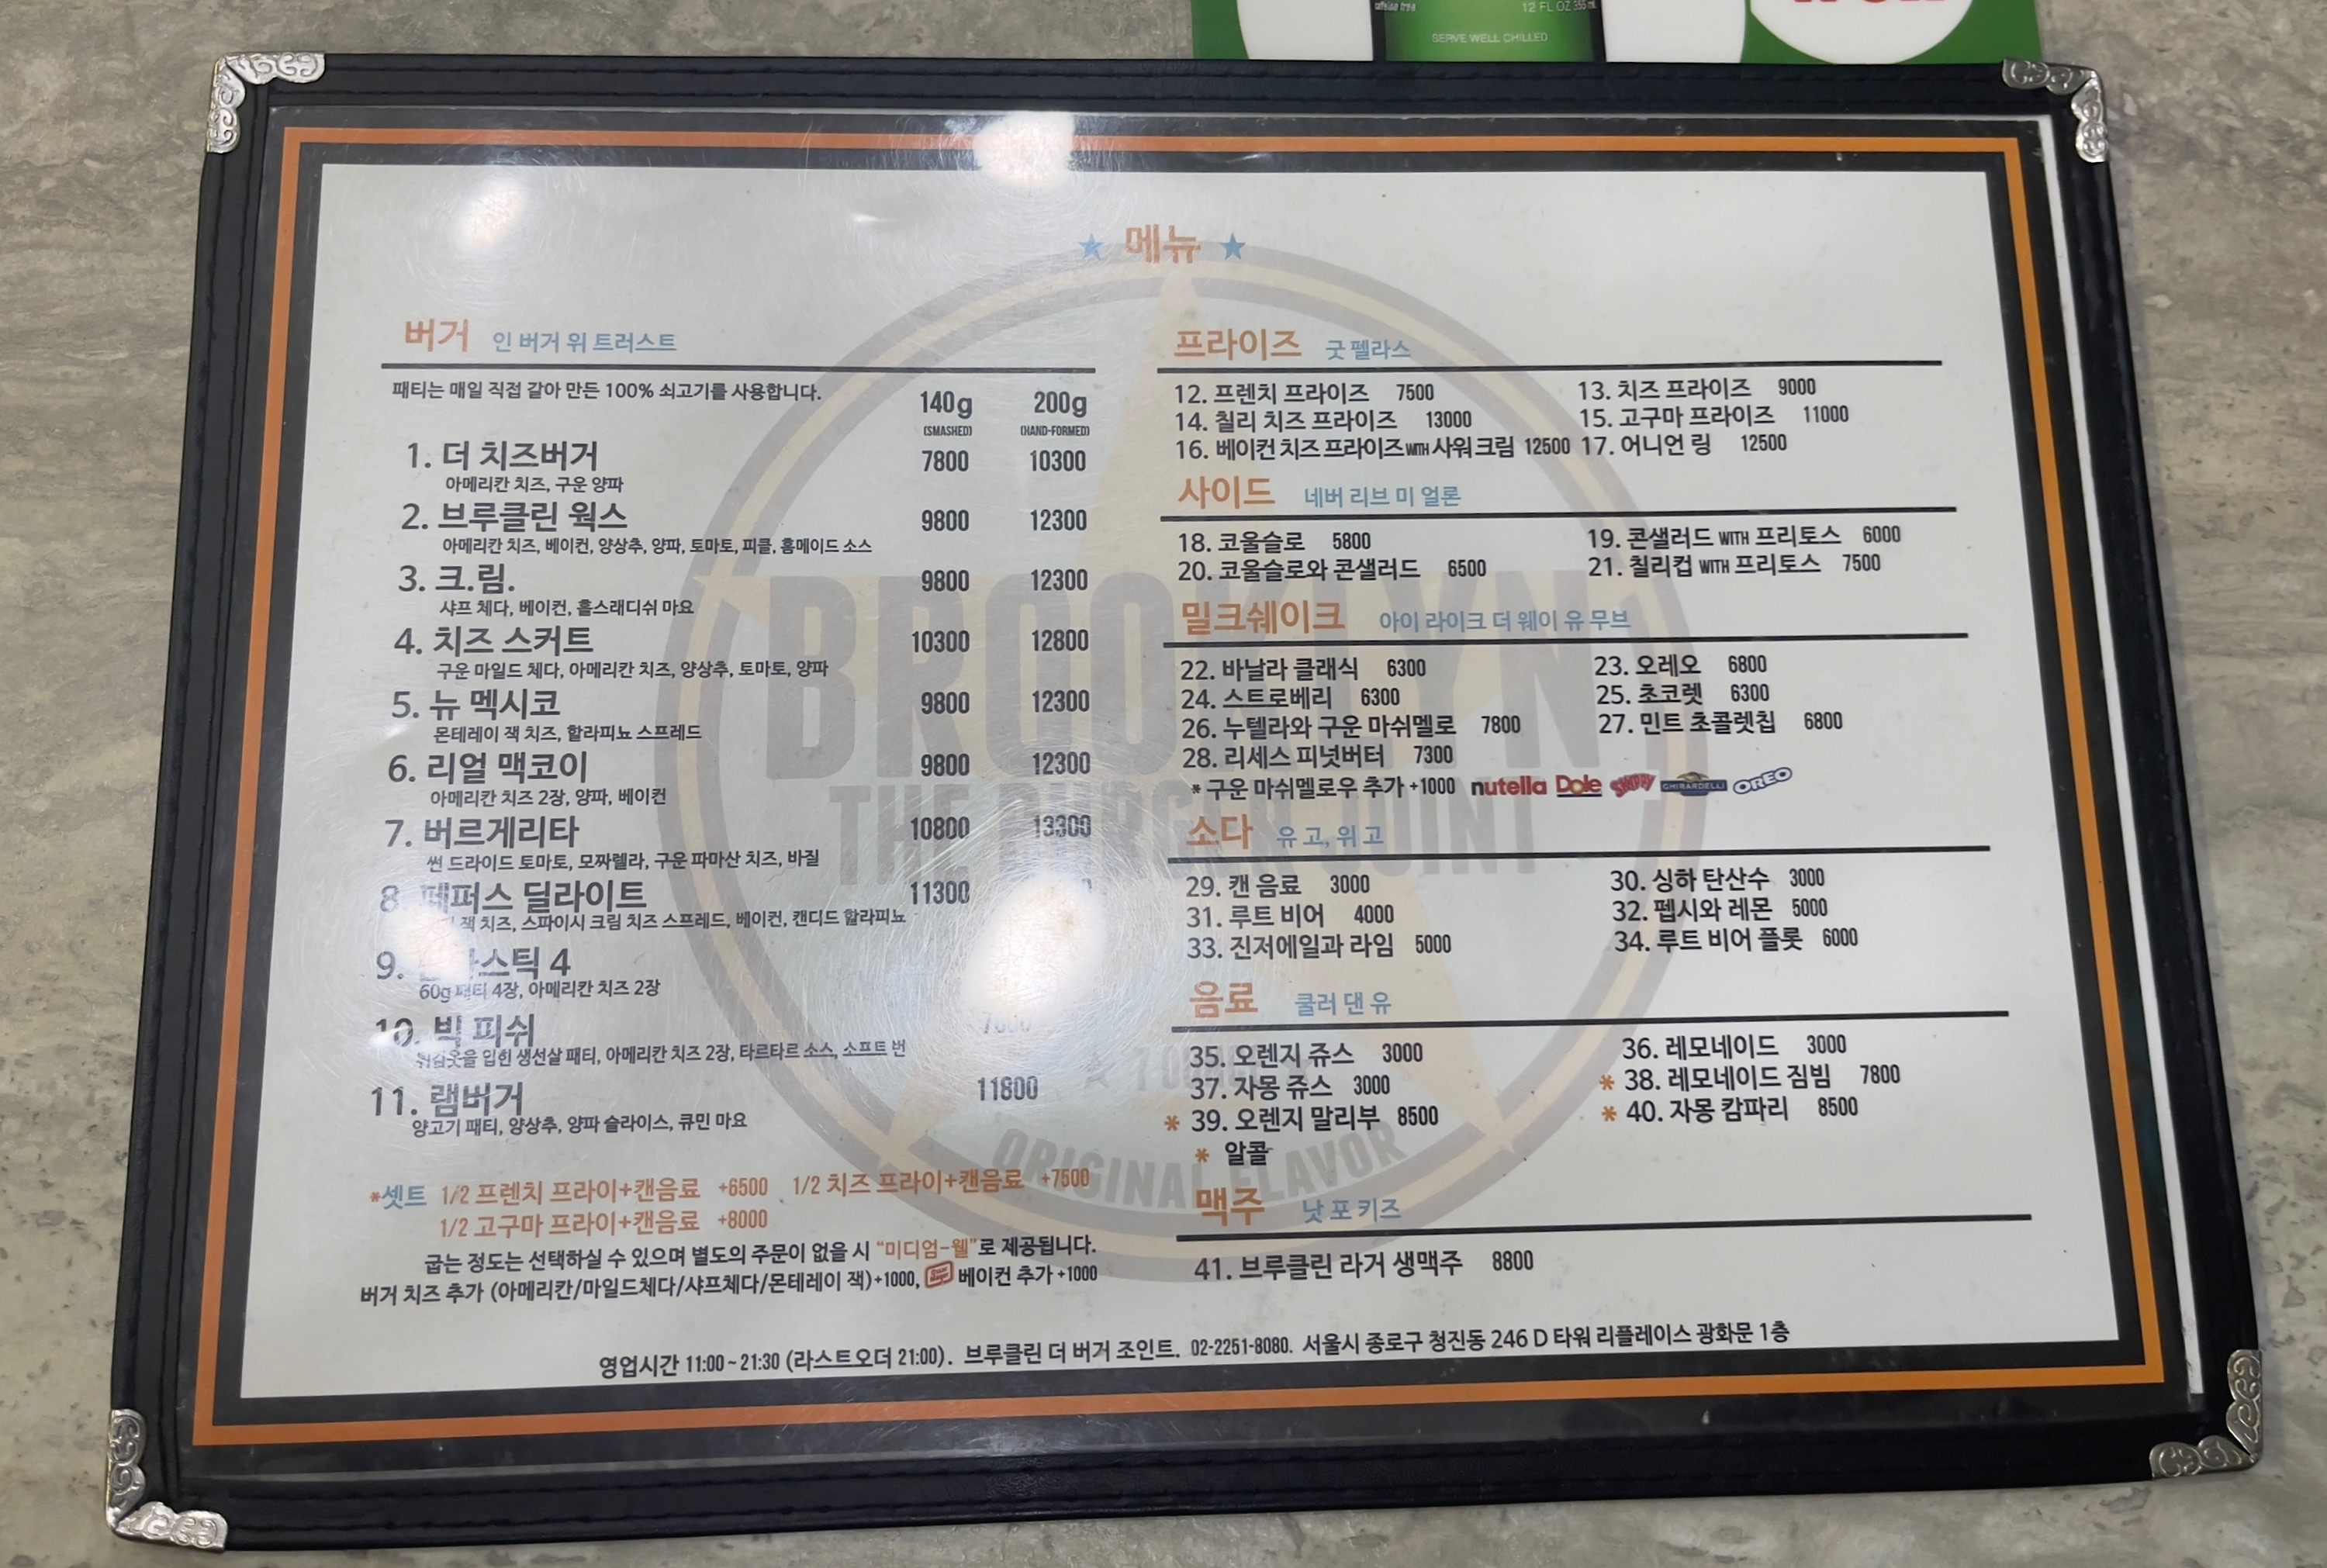 caffeine free
12 FL OZ 355 mL
SERVE WELL CHILLED
★ 메뉴 ★
버거 인 버거 위 트러스트
패티는 매일 직접 갈아 만든 100% 쇠고기를 사용합니다.
140g 200g
(SMASHED) (HAND-FORMED)
1. 더 치즈버거 7800 10300
아메리칸 치즈, 구운 양파
2. 브루클린 웍스 9800 12300
아메리칸 치즈, 베이컨, 양상추, 양파, 토마토, 피클, 홈메이드 소스
3. 크.림. 9800 12300
샤프 체다, 베이컨, 홀스래디쉬 마요
4. 치즈 스커트 10300 12800
구운 마일드 체다, 아메리칸 치즈, 양상추, 토마토, 양파
5. 뉴 멕시코 9800 12300
몬테레이 잭 치즈, 할라피뇨 스프레드
6. 리얼 맥코이 9800 12300
아메리칸 치즈 2장, 양파, 베이컨
7. 버르게리타 10800 13300
썬 드라이드 토마토, 모짜렐라, 구운 파마산 치즈, 바질
8. 페퍼스 딜라이트 11300
잭 치즈, 스파이시 크림 치즈 스프레드, 베이컨, 캔디드 할라피뇨
9. 4
60g 패티 4장, 아메리칸 치즈 2장
10. 빅 피쉬
튀김옷을 입힌 생선살 패티, 아메리칸 치즈 2장, 타르타르 소스, 소프트 번
11. 램버거 11800
양고기 패티, 양상추, 양파 슬라이스, 큐민 마요
*셋트 1/2 프렌치 프라이+캔음료 +6500 1/2 치즈 프라이+캔음료 +7500
1/2 고구마 프라이+캔음료 +8000
굽는 정도는 선택하실 수 있으며 별도의 주문이 없을 시 “미디엄-웰”로 제공됩니다.
버거 치즈 추가 (아메리칸/마일드체다/샤프체다/몬테레이 잭)+1000, 베이컨 추가 +1000
프라이즈 굿 펠라스
12. 프렌치 프라이즈 7500 13. 치즈 프라이즈 9000
14. 칠리 치즈 프라이즈 13000 15. 고구마 프라이즈 11000
16. 베이컨 치즈 프라이즈 WITH 사워 크림 12500 17. 어니언 링 12500
사이드 네버 리브 미 얼론
18. 코울슬로 5800 19. 콘샐러드 WITH 프리토스 6000
20. 코울슬로와 콘샐러드 6500 21. 칠리컵 WITH 프리토스 7500
밀크쉐이크 아이 라이크 더 웨이 유 무브
22. 바날라 클래식 6300 23. 오레오 6800
24. 스트로베리 6300 25. 초코렛 6300
26. 누텔라와 구운 마쉬멜로 7800 27. 민트 초콜렛칩 6800
28. 리세스 피넛버터 7300
* 구운 마쉬멜로우 추가 +1000 nutella Dole SKIPPY GHIRARDELLI OREO
소다 유 고, 위 고
29. 캔 음료 3000 30. 싱하 탄산수 3000
31. 루트 비어 4000 32. 펩시와 레몬 5000
33. 진저에일과 라임 5000 34. 루트 비어 플롯 6000
음료 쿨러 댄 유
35. 오렌지 쥬스 3000 36. 레모네이드 3000
37. 자몽 쥬스 3000 * 38. 레모네이드 짐빔 7800
* 39. 오렌지 말리부 8500 * 40. 자몽 캄파리 8500
* 알콜
맥주 낫 포 키즈
41. 브루클린 라거 생맥주 8800
BROOKLYN
THE BURGER JOINT
ORIGINAL FLAVOR
영업시간 11:00 ~ 21:30 (라스트오더 21:00). 브루클린 더 버거 조인트. 02-2251-8080. 서울시 종로구 청진동 246 D 타워 리플레이스 광화문 1층